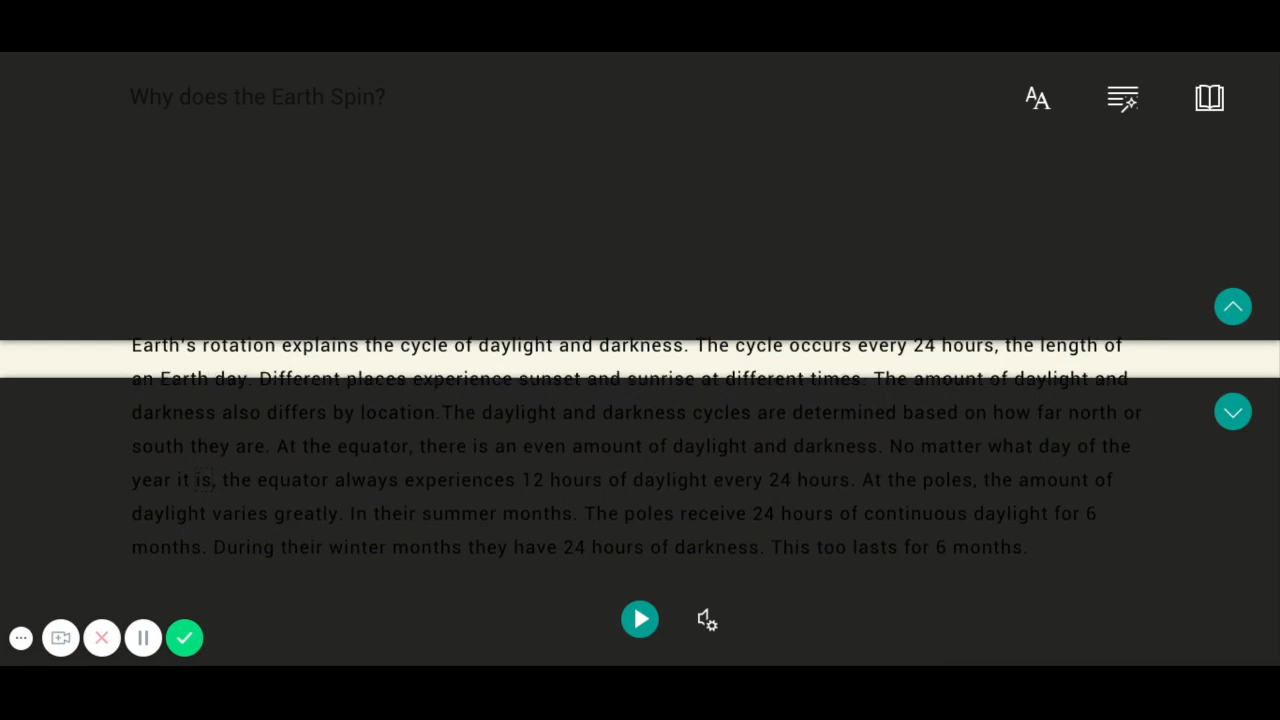 Why does the Earth Spin?
AA
Earth's rotation explains the cycle of daylight and darkness. The cycle occurs every 24 hours, the length of
an Earth day. Different places experience sunset and sunrise at different times. The amount of daylight and
darkness also differs by location.The daylight and darkness cycles are determined based on how far north or
south they are. At the equator, there is an even amount of daylight and darkness. No matter what day of the
year it is, the equator always experiences 12 hours of daylight every 24 hours. At the poles, the amount of
daylight varies greatly. In their summer months. The poles receive 24 hours of continuous daylight for 6
months. During their winter months they have 24 hours of darkness. This too lasts for 6 months.